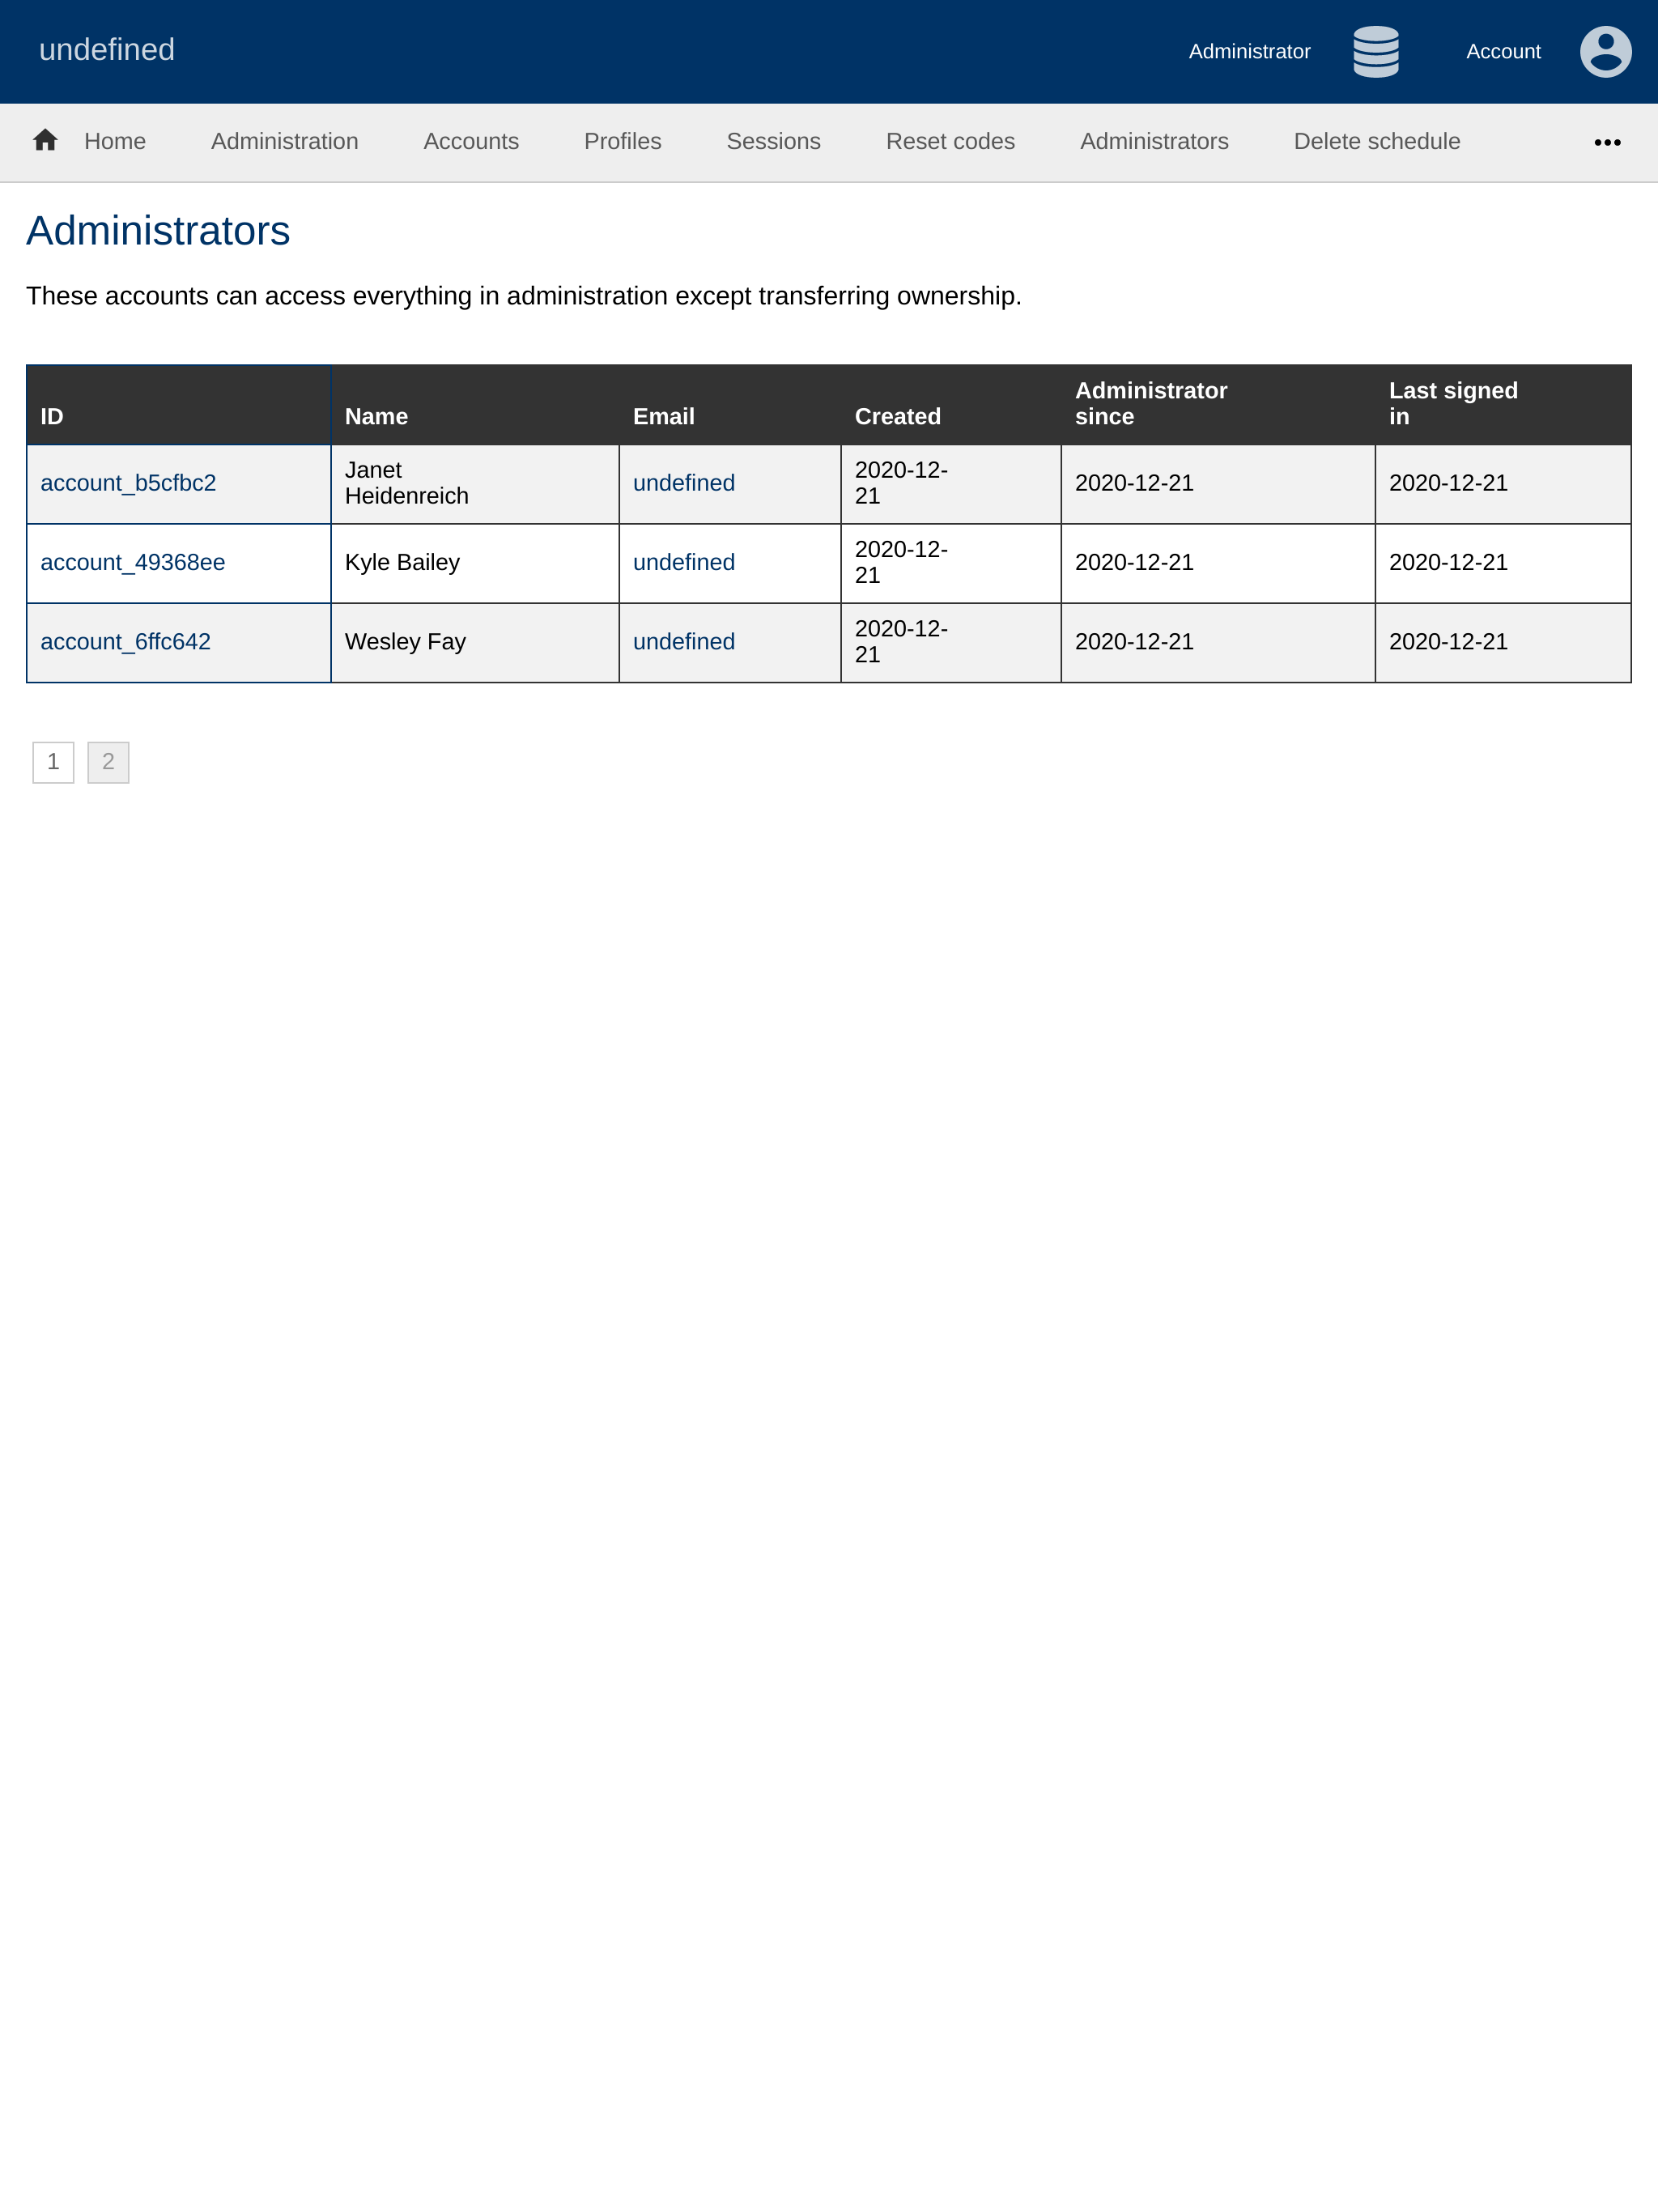 undefined
Administrator
Account
Home Administration Accounts Profiles Sessions Reset codes Administrators Delete schedule
Administrators
These accounts can access everything in administration except transferring ownership.
ID Name Email Created Administrator since Last signed in
account_b5cfbc2 Janet Heidenreich undefined 2020-12-21 2020-12-21 2020-12-21
account_49368ee Kyle Bailey undefined 2020-12-21 2020-12-21 2020-12-21
account_6ffc642 Wesley Fay undefined 2020-12-21 2020-12-21 2020-12-21
1 2